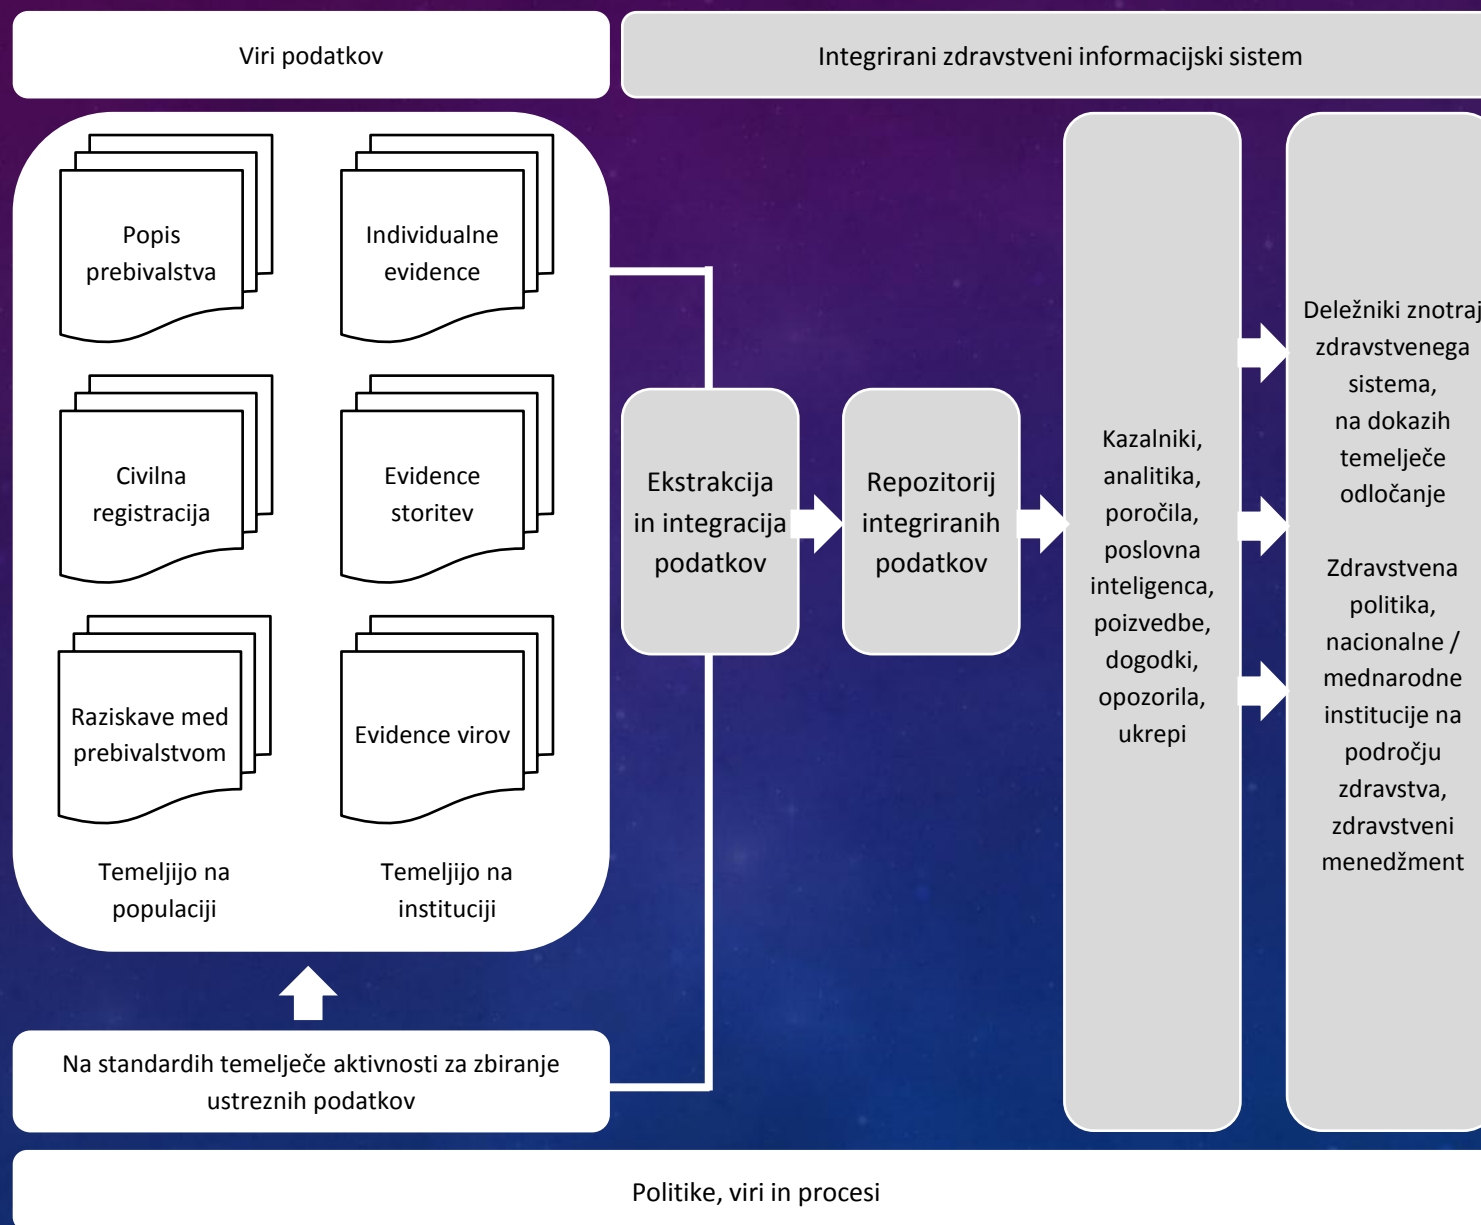 Viri podatkov
Integrirani zdravstveni informacijski sistem
Popis
prebivalstva
Individualne
evidence
Civilna
registracija
Evidence
storitev
Raziskave med
prebivalstvom
Evidence virov
Temeljijo na
populaciji
Temeljijo na
instituciji
Na standardih temelječe aktivnosti za zbiranje
ustreznih podatkov
Ekstrakcija
in integracija
podatkov
Repozitorij
integriranih
podatkov
Kazalniki,
analitika,
poročila,
poslovna
inteligenca,
poizvedbe,
dogodki,
opozorila,
ukrepi
Deležniki znotraj
zdravstvenega
sistema,
na dokazih
temelječe
odločanje
Zdravstvena
politika,
nacionalne /
mednarodne
institucije na
področju
zdravstva,
zdravstveni
menedžment
Politike, viri in procesi